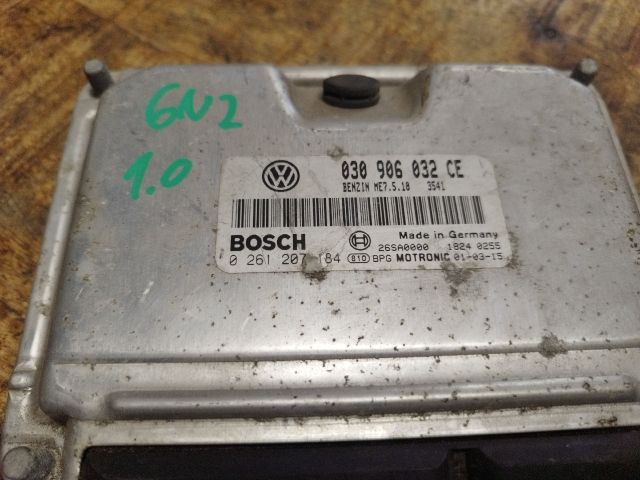 6N2
1.0
030 906 032 CE
BENZIN ME7.5.10 3541
Made in Germany
BOSCH 26SA0000 1824 0255
0 261 207 184 810 BPG MOTRONIC 01-03-15